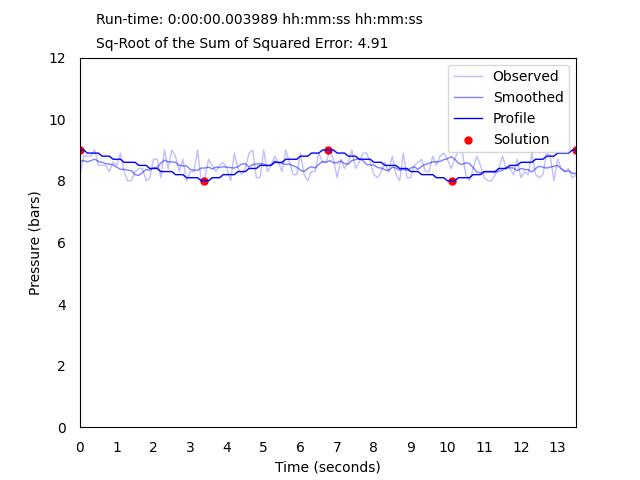 Run-time: 0:00:00.003989 hh:mm:ss hh:mm:ss
Sq-Root of the Sum of Squared Error: 4.91
Observed
Smoothed
Profile
Solution
12
10
8
6
4
2
0
Pressure (bars)
0 1 2 3 4 5 6 7 8 9 10 11 12 13
Time (seconds)